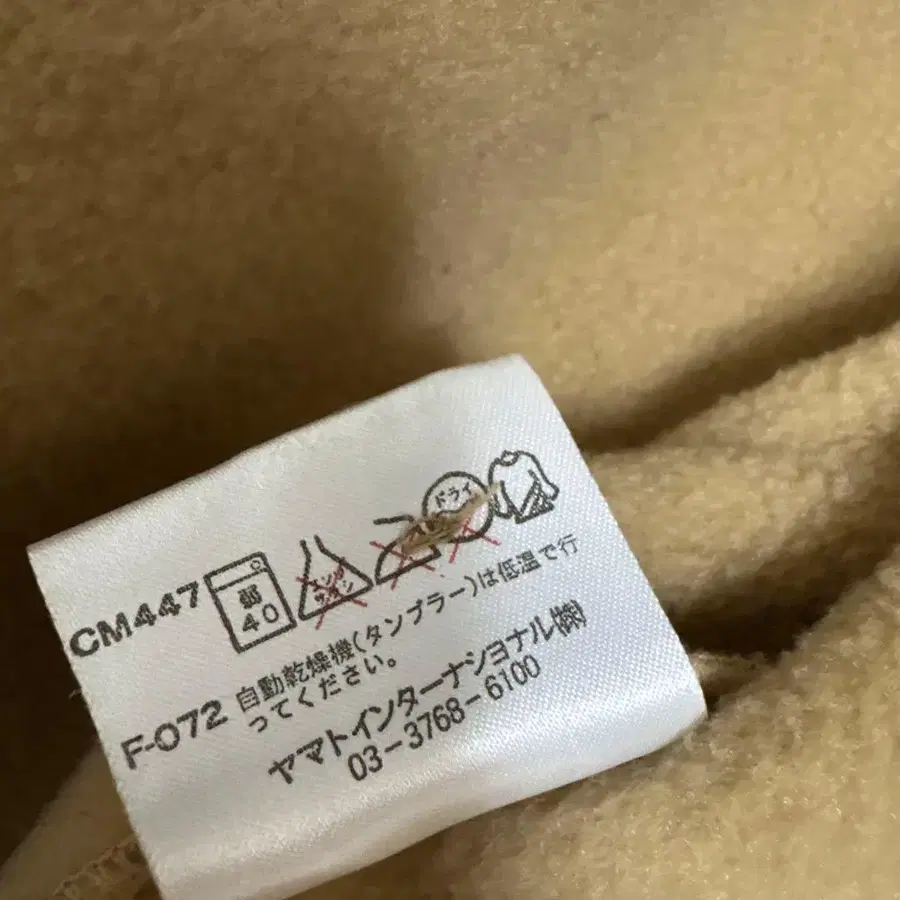 CM447
弱
40
エンソ
サラシ
ドライ
F-072
自動乾燥機(タンブラー)は低温で行
ってください。
ヤマトインターナショナル(株)
03-3768-6100